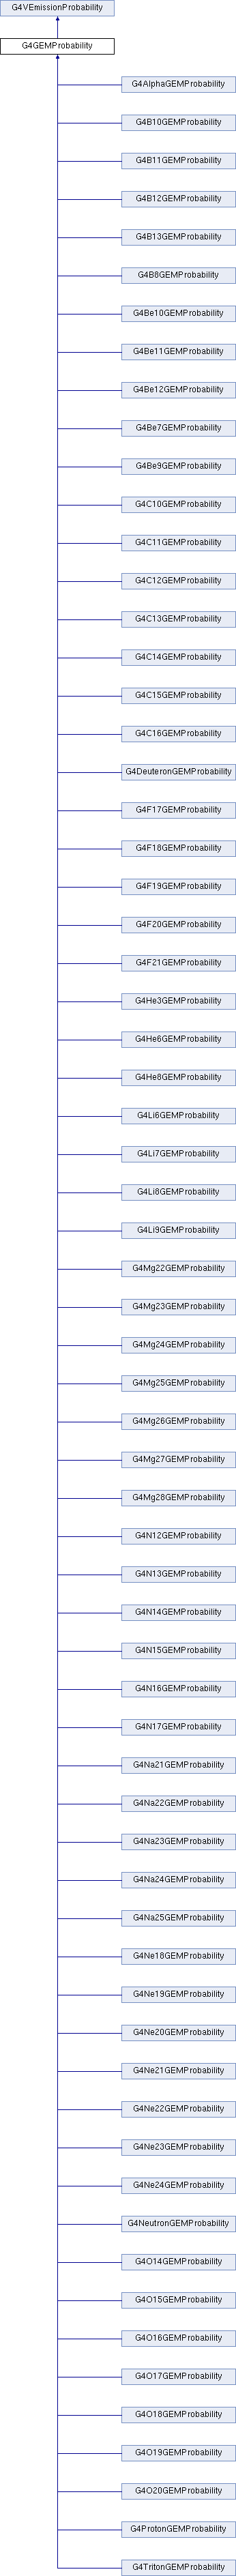 G4VEmissionProbability
G4GEMProbability
G4AlphaGEMProbability
G4B10GEMProbability
G4B11GEMProbability
G4B12GEMProbability
G4B13GEMProbability
G4B8GEMProbability
G4Be10GEMProbability
G4Be11GEMProbability
G4Be12GEMProbability
G4Be7GEMProbability
G4Be9GEMProbability
G4C10GEMProbability
G4C11GEMProbability
G4C12GEMProbability
G4C13GEMProbability
G4C14GEMProbability
G4C15GEMProbability
G4C16GEMProbability
G4DeuteronGEMProbability
G4F17GEMProbability
G4F18GEMProbability
G4F19GEMProbability
G4F20GEMProbability
G4F21GEMProbability
G4He3GEMProbability
G4He6GEMProbability
G4He8GEMProbability
G4Li6GEMProbability
G4Li7GEMProbability
G4Li8GEMProbability
G4Li9GEMProbability
G4Mg22GEMProbability
G4Mg23GEMProbability
G4Mg24GEMProbability
G4Mg25GEMProbability
G4Mg26GEMProbability
G4Mg27GEMProbability
G4Mg28GEMProbability
G4N12GEMProbability
G4N13GEMProbability
G4N14GEMProbability
G4N15GEMProbability
G4N16GEMProbability
G4N17GEMProbability
G4Na21GEMProbability
G4Na22GEMProbability
G4Na23GEMProbability
G4Na24GEMProbability
G4Na25GEMProbability
G4Ne18GEMProbability
G4Ne19GEMProbability
G4Ne20GEMProbability
G4Ne21GEMProbability
G4Ne22GEMProbability
G4Ne23GEMProbability
G4Ne24GEMProbability
G4NeutronGEMProbability
G4O14GEMProbability
G4O15GEMProbability
G4O16GEMProbability
G4O17GEMProbability
G4O18GEMProbability
G4O19GEMProbability
G4O20GEMProbability
G4ProtonGEMProbability
G4TritonGEMProbability